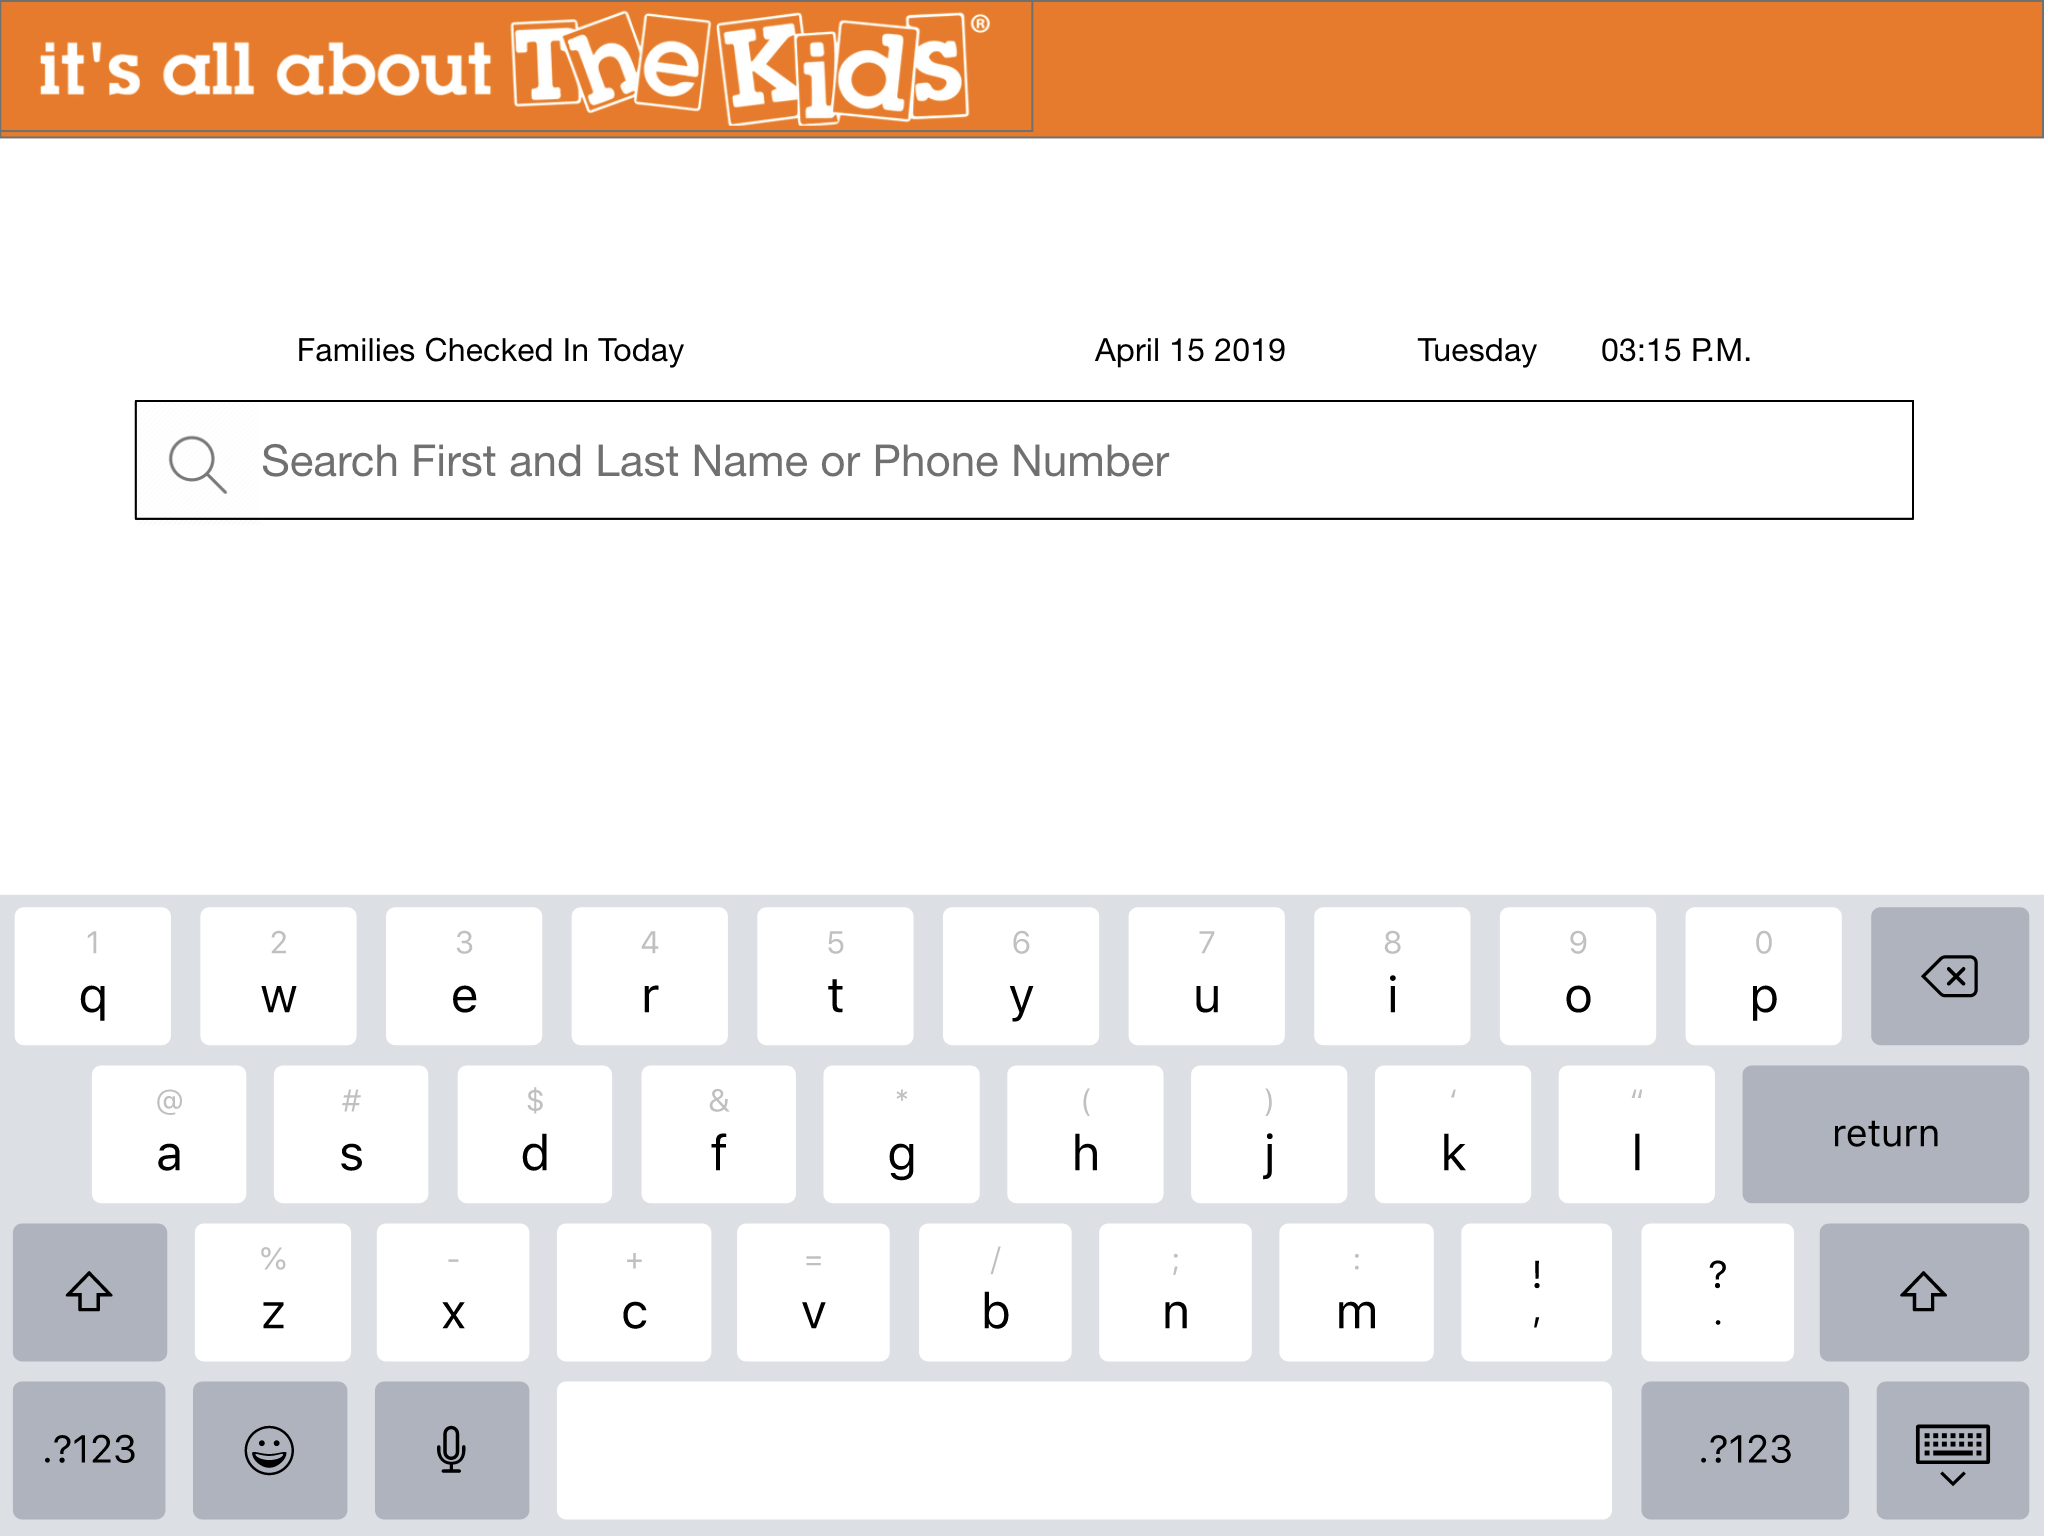 it's all about The Kids®
Families Checked In Today April 15 2019 Tuesday 03:15 P.M.
Search First and Last Name or Phone Number
1 2 3 4 5 6 7 8 9 0
q w e r t y u i o p
@ # $ & * ( ) ‘ “
a s d f g h j k l return
% - + = / ; : ! ?
z x c v b n m , .
.?123 .?123